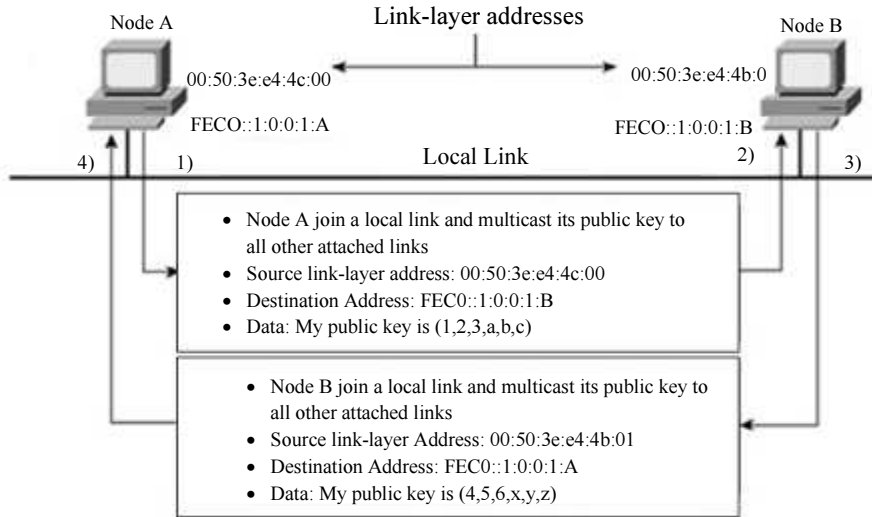 Node A
Link-layer addresses
Node B
00:50:3e:e4:4c:00
00:50:3e:e4:4b:0
FECO::1:0:0:1:A
FECO::1:0:0:1:B
4)
1)
Local Link
2)
3)
• Node A join a local link and multicast its public key to
all other attached links
• Source link-layer address: 00:50:3e:e4:4c:00
• Destination Address: FEC0::1:0:0:1:B
• Data: My public key is (1,2,3,a,b,c)
• Node B join a local link and multicast its public key to
all other attached links
• Source link-layer Address: 00:50:3e:e4:4b:01
• Destination Address: FEC0::1:0:0:1:A
• Data: My public key is (4,5,6,x,y,z)